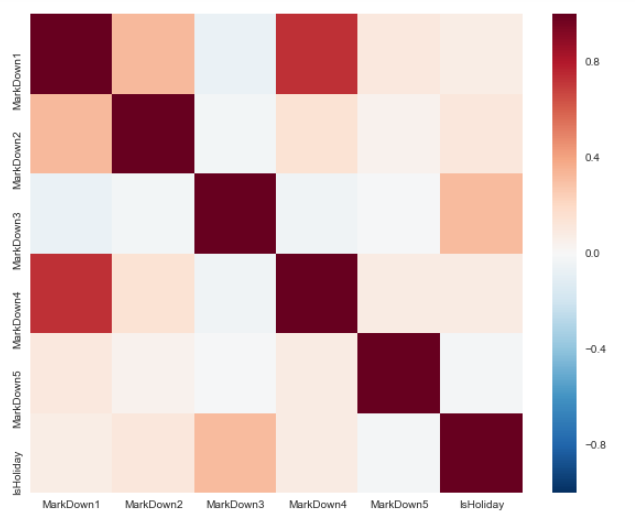 MarkDown1
MarkDown2
MarkDown3
MarkDown4
MarkDown5
IsHoliday
MarkDown1 MarkDown2 MarkDown3 MarkDown4 MarkDown5 IsHoliday
0.8
0.4
0.0
−0.4
−0.8